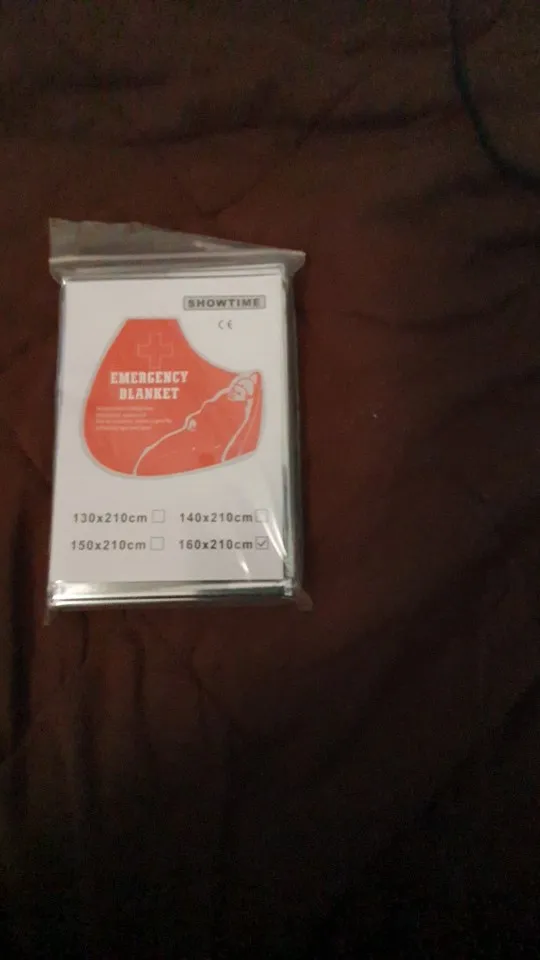 SHOWTIME
CE
EMERGENCY
BLANKET
130x210cm 140x210cm
150x210cm 160x210cm